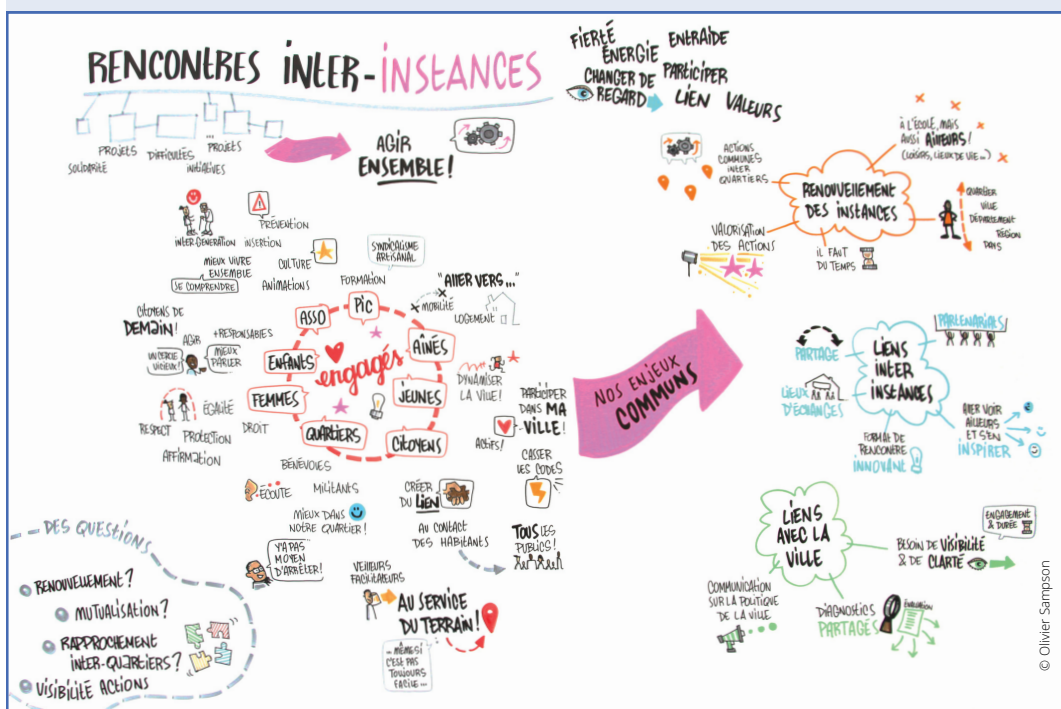 RENCONTRES INTER-INSTANCES
PROJETS
SOLIDARITÉ
DIFFICULTÉS
...
PROJETS
INITIATIVES
AGIR
ENSEMBLE!
FIERTÉ
ÉNERGIE
ENTRAIDE
CHANGER DE
REGARD
PARTICIPER
LIEN VALEURS
INTER-GENERATION
PRÉVENTION
INSERTION
MIEUX VIVRE
ENSEMBLE
JE COMPRENDRE
CULTURE
ANIMATIONS
SYNDICALISME
ARTISANAL
FORMATION
"ALLER VERS..."
MOBILITÉ
LOGEMENT
CITOYENS DE
DEMAIN!
AGIR
+RESPONSABLES
UN CERCLE
VICIEUX!
MIEUX
PARLER
RESPECT
ÉGALITÉ
PROTECTION
AFFIRMATION
DROIT
engagés
ASSO
PIC
AÎNÉS
JEUNES
CITOYENS
QUARTIERS
FEMMES
ENFANTS
DYNAMISER
LA VILLE!
PARTICIPER
DANS MA
VILLE!
ACTIFS!
CASSER
LES CODES
BÉNÉVOLES
ÉCOUTE
MILITANTS
MIEUX DANS
NOTRE QUARTIER!
CRÉER
DU LIEN
AU CONTACT
DES HABITANTS
TOUS LES
PUBLICS!
Y'A PAS
MOYEN
D'ARRÊTER!
VEILLEURS
FACILITATEURS
AU SERVICE
DU TERRAIN!
... MÊME SI
C'EST PAS
TOUJOURS
FACILE...
DES QUESTIONS
RENOUVELLEMENT?
MUTUALISATION?
RAPPROCHEMENT
INTER-QUARTIERS?
VISIBILITÉ ACTIONS
NOS ENJEUX
COMMUNS
RENOUVELLEMENT
DES INSTANCES
ACTIONS
COMMUNES
INTER
QUARTIERS
VALORISATION
DES ACTIONS
IL FAUT
DU TEMPS
À L'ÉCOLE, MAIS
AUSSI AILLEURS!
(LOISIRS, LIEUX DE VIE...)
QUARTIER
VILLE
DÉPARTEMENT
RÉGION
PAYS
LIENS
INTER
INSTANCES
PARTAGE
LIEUX
D'ÉCHANGES
FORMAT DE
RENCONTRE
INNOVANT
PARTENARIATS
ALLER VOIR
AILLEURS
ET S'EN
INSPIRER
LIENS
AVEC LA
VILLE
COMMUNICATION
SUR LA POLITIQUE
DE LA VILLE
DIAGNOSTICS
PARTAGÉS
ÉVALUATION
BESOIN DE VISIBILITÉ
& DE CLARTÉ
ENGAGEMENT
& DURÉE
© Olivier Sampson